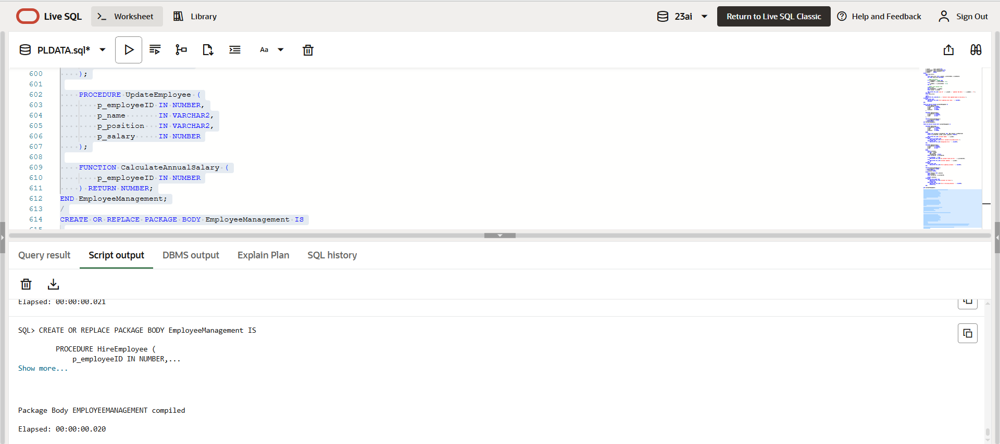 Live SQL
Worksheet
Library
23ai
Return to Live SQL Classic
Help and Feedback
Sign Out
PLDATA.sql*
Aa
600 );
601
602 PROCEDURE UpdateEmployee (
603 p_employeeID IN NUMBER,
604 p_name IN VARCHAR2,
605 p_position IN VARCHAR2,
606 p_salary IN NUMBER
607 );
608
609 FUNCTION CalculateAnnualSalary (
610 p_employeeID IN NUMBER
611 ) RETURN NUMBER;
612 END EmployeeManagement;
613 /
614 CREATE OR REPLACE PACKAGE BODY EmployeeManagement IS
Query result
Script output
DBMS output
Explain Plan
SQL history
Elapsed: 00:00:00.021
SQL> CREATE OR REPLACE PACKAGE BODY EmployeeManagement IS
PROCEDURE HireEmployee (
p_employeeID IN NUMBER,...
Show more...
Package Body EMPLOYEEMANAGEMENT compiled
Elapsed: 00:00:00.020